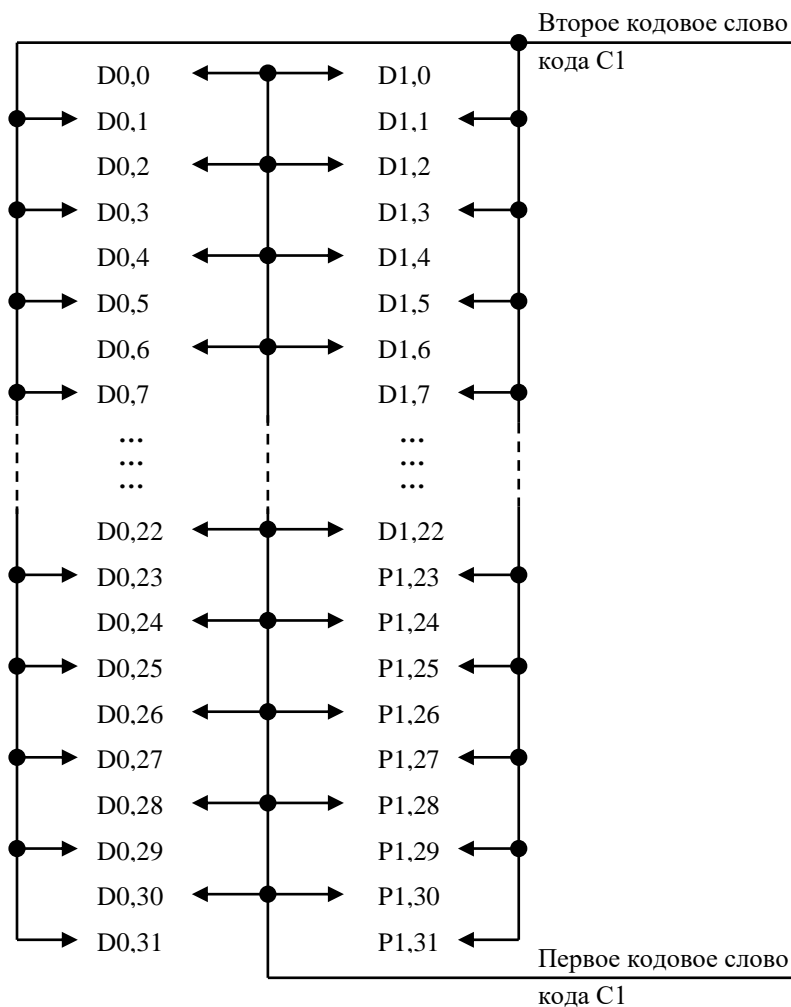 Второе кодовое слово
кода С1
D0,0 D1,0
D0,1 D1,1
D0,2 D1,2
D0,3 D1,3
D0,4 D1,4
D0,5 D1,5
D0,6 D1,6
D0,7 D1,7
... ...
... ...
... ...
D0,22 D1,22
D0,23 P1,23
D0,24 P1,24
D0,25 P1,25
D0,26 P1,26
D0,27 P1,27
D0,28 P1,28
D0,29 P1,29
D0,30 P1,30
D0,31 P1,31
Первое кодовое слово
кода С1